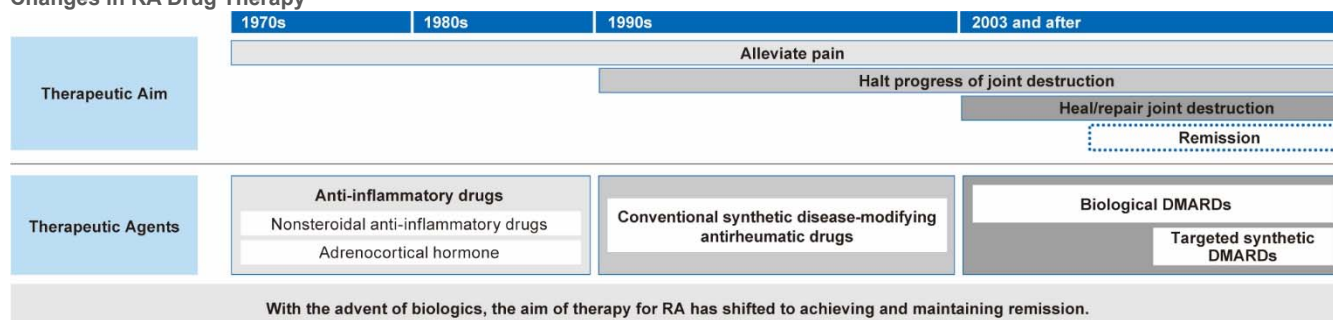 Changes in RA Drug Therapy
1970s
1980s
1990s
2003 and after
Therapeutic Aim
Alleviate pain
Halt progress of joint destruction
Heal/repair joint destruction
Remission
Therapeutic Agents
Anti-inflammatory drugs
Nonsteroidal anti-inflammatory drugs
Adrenocortical hormone
Conventional synthetic disease-modifying
antirheumatic drugs
Biological DMARDs
Targeted synthetic
DMARDs
With the advent of biologics, the aim of therapy for RA has shifted to achieving and maintaining remission.